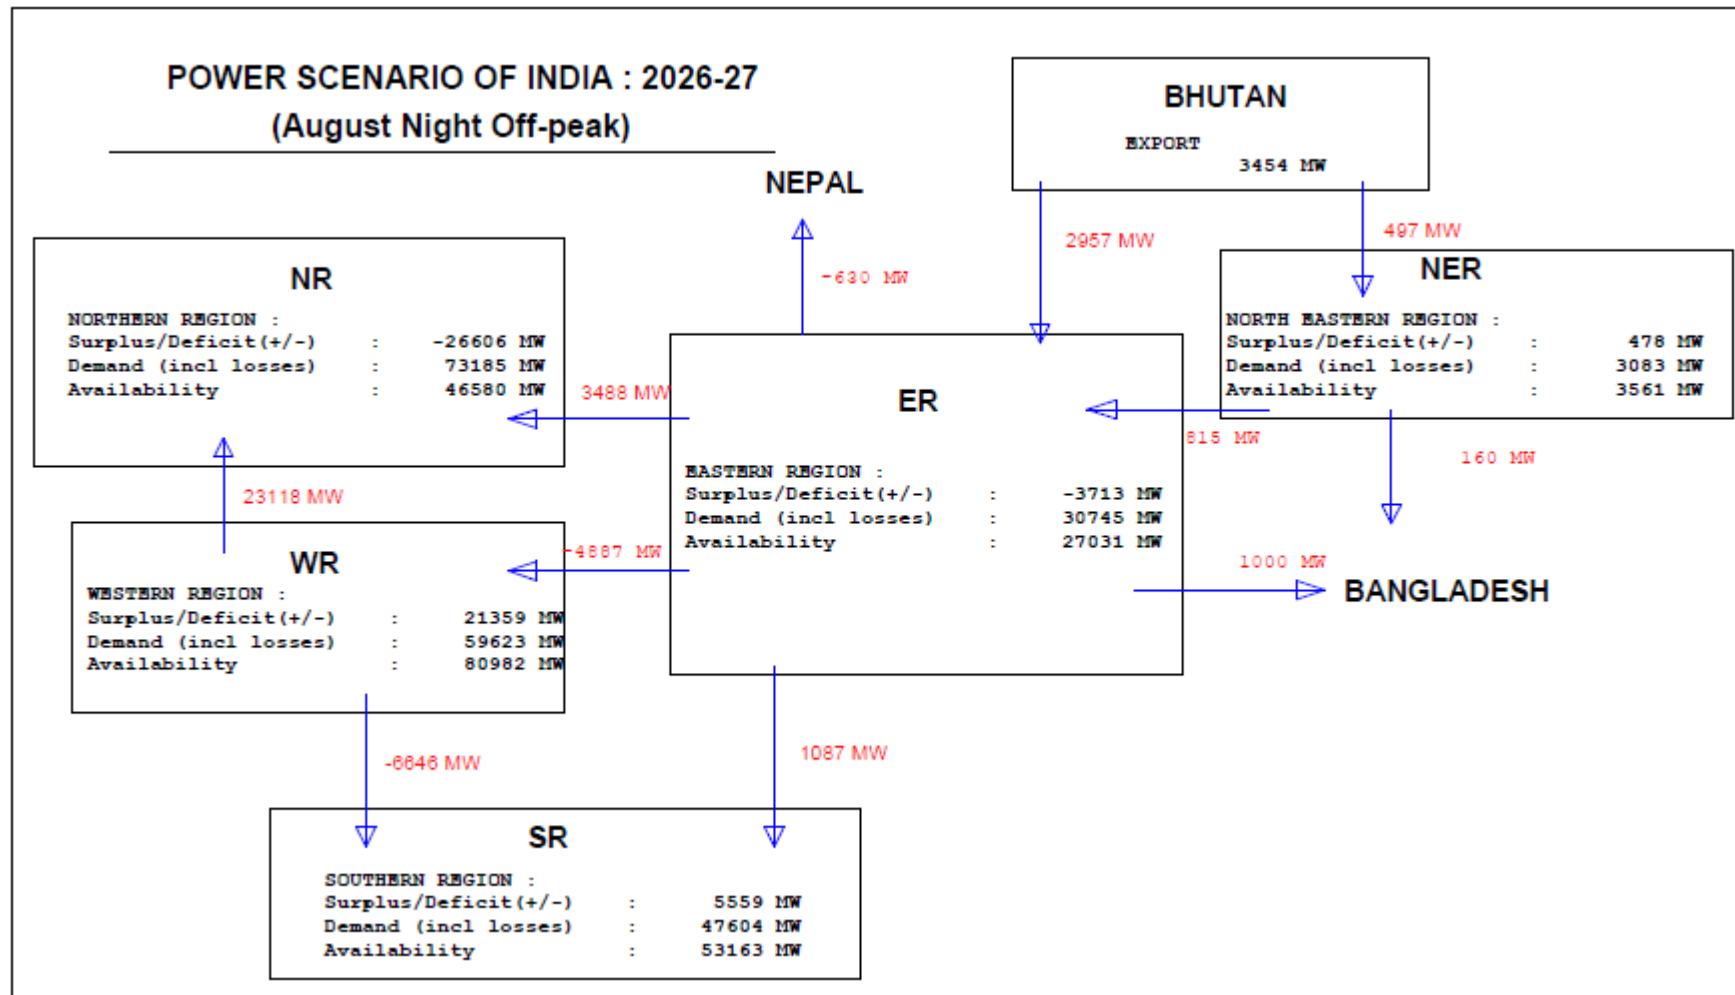 POWER SCENARIO OF INDIA : 2026-27
(August Night Off-peak)
BHUTAN
EXPORT
3454 MW
NEPAL
-630 MW
2957 MW
497 MW
NR
NORTHERN REGION :
Surplus/Deficit(+/-) : -26606 MW
Demand (incl losses) : 73185 MW
Availability : 46580 MW
NER
NORTH EASTERN REGION :
Surplus/Deficit(+/-) : 478 MW
Demand (incl losses) : 3083 MW
Availability : 3561 MW
3488 MW
ER
EASTERN REGION :
Surplus/Deficit(+/-) : -3713 MW
Demand (incl losses) : 30745 MW
Availability : 27031 MW
815 MW
160 MW
23118 MW
-4887 MW
1000 MW
BANGLADESH
WR
WESTERN REGION :
Surplus/Deficit(+/-) : 21359 MW
Demand (incl losses) : 59623 MW
Availability : 80982 MW
-6646 MW
1087 MW
SR
SOUTHERN REGION :
Surplus/Deficit(+/-) : 5559 MW
Demand (incl losses) : 47604 MW
Availability : 53163 MW